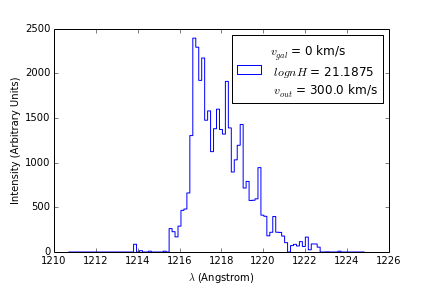 2500
2000
1500
1000
500
0
Intensity (Arbitrary Units)
v_gal = 0 km/s
lognH = 21.1875
v_out = 300.0 km/s
1210 1212 1214 1216 1218 1220 1222 1224 1226
λ (Angstrom)